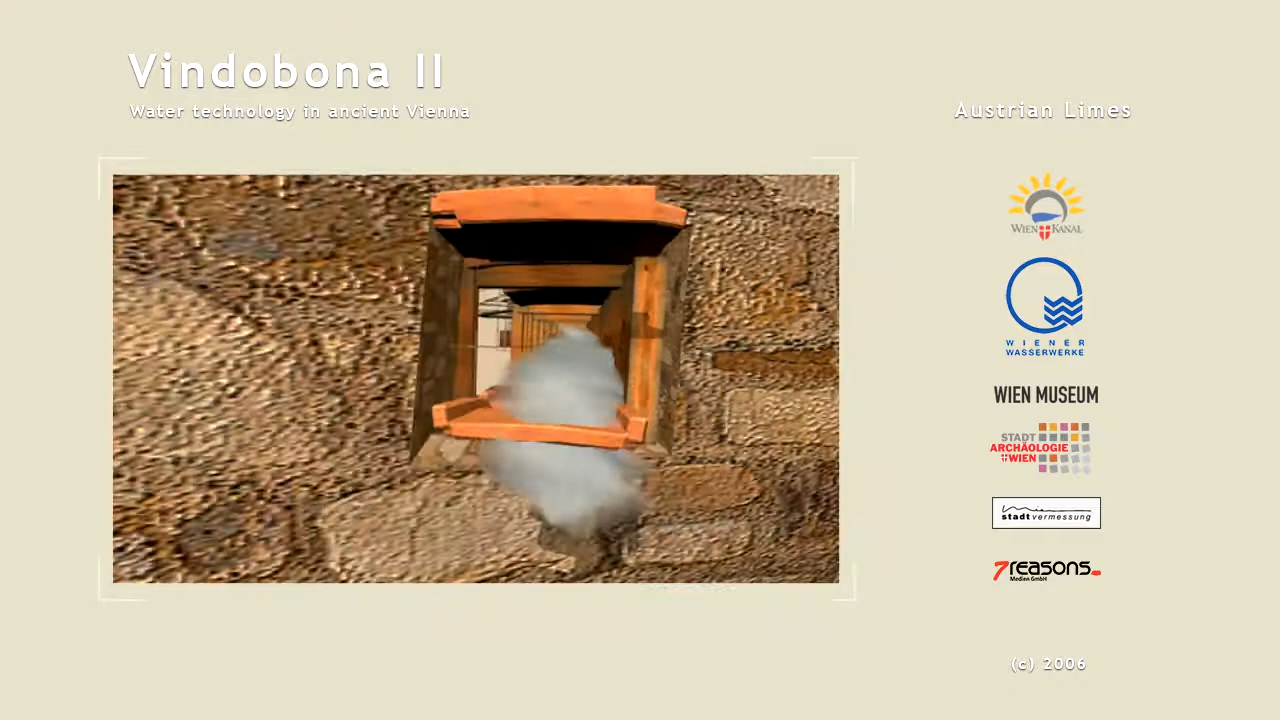 Vindobona II
Water technology in ancient Vienna
Austrian Limes
WIEN KANAL
WIENER
WASSERWERKE
WIEN MUSEUM
STADT
ARCHÄOLOGIE
WIEN
stadtvermessung
7reasons
Medien GmbH
(c) 2006